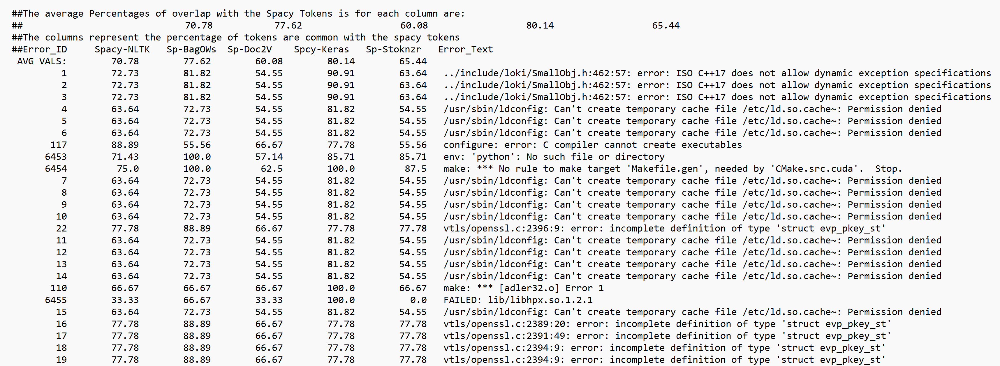 ##The average Percentages of overlap with the Spacy Tokens is for each column are:
## 70.78 77.62 60.08 80.14 65.44
##The columns represent the percentage of tokens are common with the spacy tokens
##Error_ID Spacy-NLTK Sp-BagOWs Sp-Doc2V Spcy-Keras Sp-Stoknzr Error_Text
AVG VALS: 70.78 77.62 60.08 80.14 65.44
1 72.73 81.82 54.55 90.91 63.64 ../include/loki/SmallObj.h:462:57: error: ISO C++17 does not allow dynamic exception specifications
2 72.73 81.82 54.55 90.91 63.64 ../include/loki/SmallObj.h:462:57: error: ISO C++17 does not allow dynamic exception specifications
3 72.73 81.82 54.55 90.91 63.64 ../include/loki/SmallObj.h:462:57: error: ISO C++17 does not allow dynamic exception specifications
4 63.64 72.73 54.55 81.82 54.55 /usr/sbin/ldconfig: Can't create temporary cache file /etc/ld.so.cache~: Permission denied
5 63.64 72.73 54.55 81.82 54.55 /usr/sbin/ldconfig: Can't create temporary cache file /etc/ld.so.cache~: Permission denied
6 63.64 72.73 54.55 81.82 54.55 /usr/sbin/ldconfig: Can't create temporary cache file /etc/ld.so.cache~: Permission denied
117 88.89 55.56 66.67 77.78 55.56 configure: error: C compiler cannot create executables
6453 71.43 100.0 57.14 85.71 85.71 env: 'python': No such file or directory
6454 75.0 100.0 62.5 100.0 87.5 make: *** No rule to make target 'Makefile.gen', needed by 'CMake.src.cuda'.  Stop.
7 63.64 72.73 54.55 81.82 54.55 /usr/sbin/ldconfig: Can't create temporary cache file /etc/ld.so.cache~: Permission denied
8 63.64 72.73 54.55 81.82 54.55 /usr/sbin/ldconfig: Can't create temporary cache file /etc/ld.so.cache~: Permission denied
9 63.64 72.73 54.55 81.82 54.55 /usr/sbin/ldconfig: Can't create temporary cache file /etc/ld.so.cache~: Permission denied
10 63.64 72.73 54.55 81.82 54.55 /usr/sbin/ldconfig: Can't create temporary cache file /etc/ld.so.cache~: Permission denied
22 77.78 88.89 66.67 77.78 77.78 vtls/openssl.c:2396:9: error: incomplete definition of type 'struct evp_pkey_st'
11 63.64 72.73 54.55 81.82 54.55 /usr/sbin/ldconfig: Can't create temporary cache file /etc/ld.so.cache~: Permission denied
12 63.64 72.73 54.55 81.82 54.55 /usr/sbin/ldconfig: Can't create temporary cache file /etc/ld.so.cache~: Permission denied
13 63.64 72.73 54.55 81.82 54.55 /usr/sbin/ldconfig: Can't create temporary cache file /etc/ld.so.cache~: Permission denied
14 63.64 72.73 54.55 81.82 54.55 /usr/sbin/ldconfig: Can't create temporary cache file /etc/ld.so.cache~: Permission denied
110 66.67 66.67 66.67 100.0 66.67 make: *** [adler32.o] Error 1
6455 33.33 66.67 33.33 100.0 0.0 FAILED: lib/libhpx.so.1.2.1
15 63.64 72.73 54.55 81.82 54.55 /usr/sbin/ldconfig: Can't create temporary cache file /etc/ld.so.cache~: Permission denied
16 77.78 88.89 66.67 77.78 77.78 vtls/openssl.c:2389:20: error: incomplete definition of type 'struct evp_pkey_st'
17 77.78 88.89 66.67 77.78 77.78 vtls/openssl.c:2391:49: error: incomplete definition of type 'struct evp_pkey_st'
18 77.78 88.89 66.67 77.78 77.78 vtls/openssl.c:2394:9: error: incomplete definition of type 'struct evp_pkey_st'
19 77.78 88.89 66.67 77.78 77.78 vtls/openssl.c:2394:9: error: incomplete definition of type 'struct evp_pkey_st'